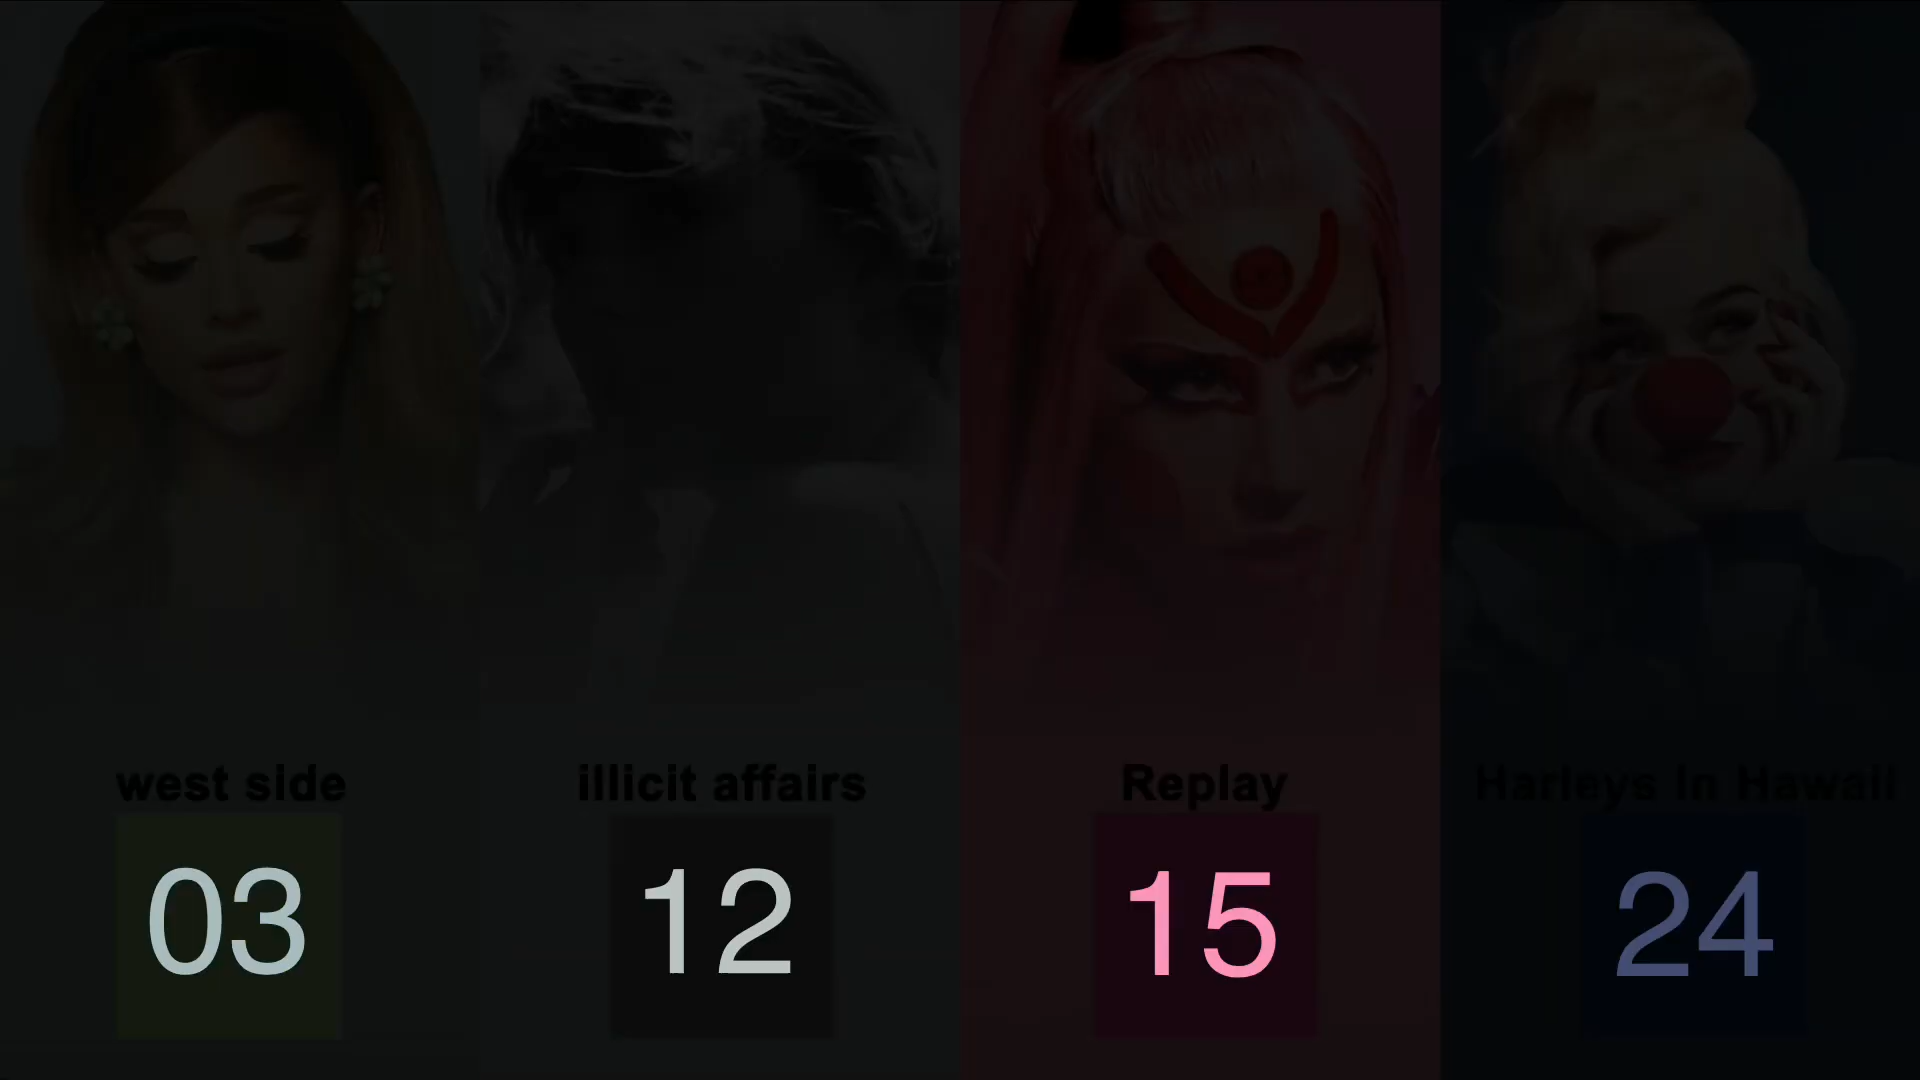 west side
illicit affairs
Replay
Harleys In Hawaii
03
12
15
24